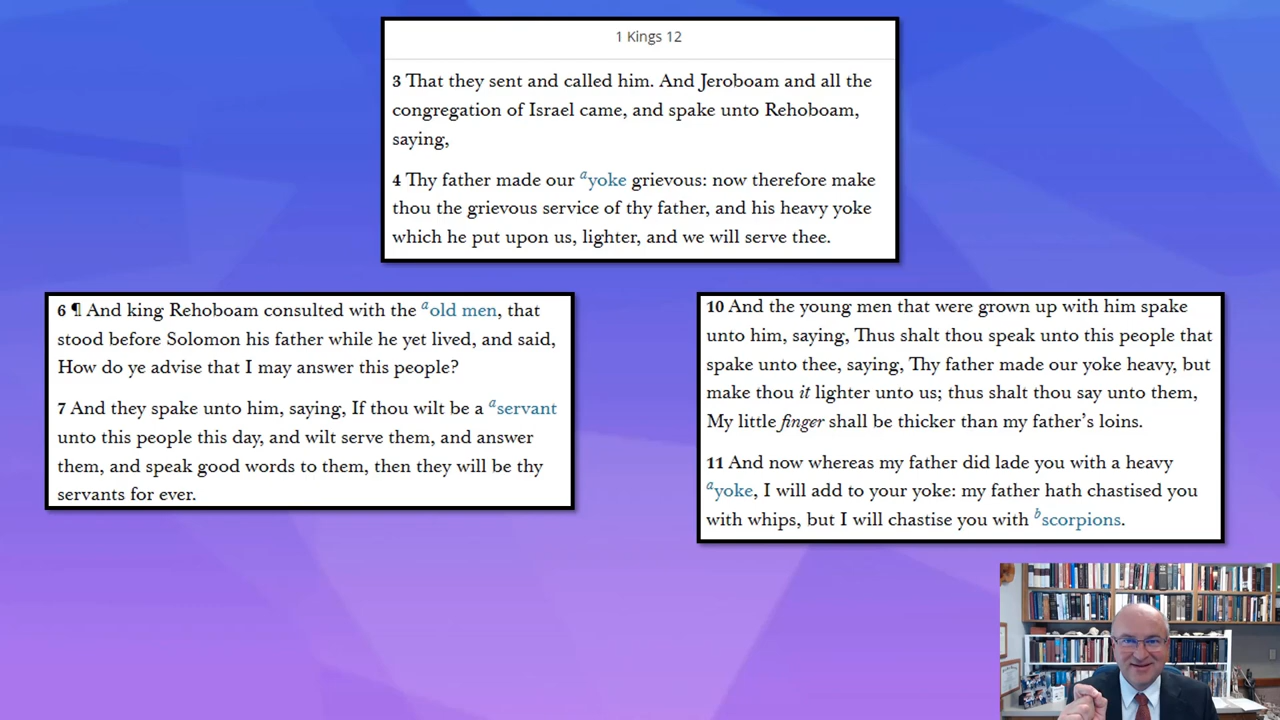 1 Kings 12
3 That they sent and called him. And Jeroboam and all the
congregation of Israel came, and spake unto Rehoboam,
saying,
4 Thy father made our ayoke grievous: now therefore make
thou the grievous service of thy father, and his heavy yoke
which he put upon us, lighter, and we will serve thee.
6 ¶ And king Rehoboam consulted with the aold men, that
stood before Solomon his father while he yet lived, and said,
How do ye advise that I may answer this people?
7 And they spake unto him, saying, If thou wilt be a aservant
unto this people this day, and wilt serve them, and answer
them, and speak good words to them, then they will be thy
servants for ever.
10 And the young men that were grown up with him spake
unto him, saying, Thus shalt thou speak unto this people that
spake unto thee, saying, Thy father made our yoke heavy, but
make thou it lighter unto us; thus shalt thou say unto them,
My little finger shall be thicker than my father's loins.
11 And now whereas my father did lade you with a heavy
ayoke, I will add to your yoke: my father hath chastised you
with whips, but I will chastise you with bscorpions.